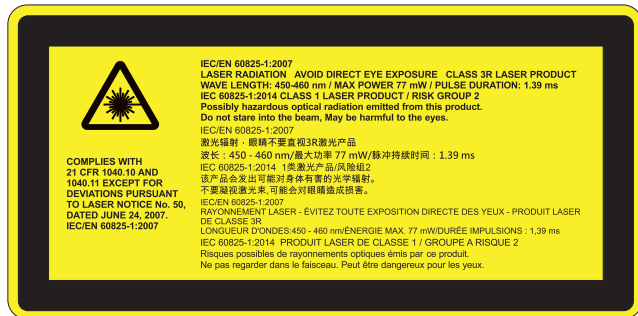 COMPLIES WITH
21 CFR 1040.10 AND
1040.11 EXCEPT FOR
DEVIATIONS PURSUANT
TO LASER NOTICE No. 50,
DATED JUNE 24, 2007.
IEC/EN 60825-1:2007
IEC/EN 60825-1:2007
LASER RADIATION AVOID DIRECT EYE EXPOSURE CLASS 3R LASER PRODUCT
WAVE LENGTH: 450-460 nm / MAX POWER 77 mW / PULSE DURATION: 1.39 ms
IEC 60825-1:2014 CLASS 1 LASER PRODUCT / RISK GROUP 2
Possibly hazardous optical radiation emitted from this product.
Do not stare into the beam, May be harmful to the eyes.
IEC/EN 60825-1:2007
激光辐射，眼睛不要直视3R激光产品
波长：450 - 460 nm/最大功率 77 mW/脉冲持续时间：1.39 ms
IEC 60825-1:2014 1类激光产品/风险组2
该产品会发出可能对身体有害的光学辐射。
不要凝视激光束,可能会对眼睛造成损害。
IEC/EN 60825-1:2007
RAYONNEMENT LASER - ÉVITEZ TOUTE EXPOSITION DIRECTE DES YEUX - PRODUIT LASER
DE CLASSE 3R
LONGUEUR D'ONDES:450 - 460 nm/ÉNERGIE MAX. 77 mW/DURÉE IMPULSIONS : 1,39 ms
IEC 60825-1:2014 PRODUIT LASER DE CLASSE 1 / GROUPE A RISQUE 2
Risques possibles de rayonnements optiques émis par ce produit.
Ne pas regarder dans le faisceau. Peut être dangereux pour les yeux.